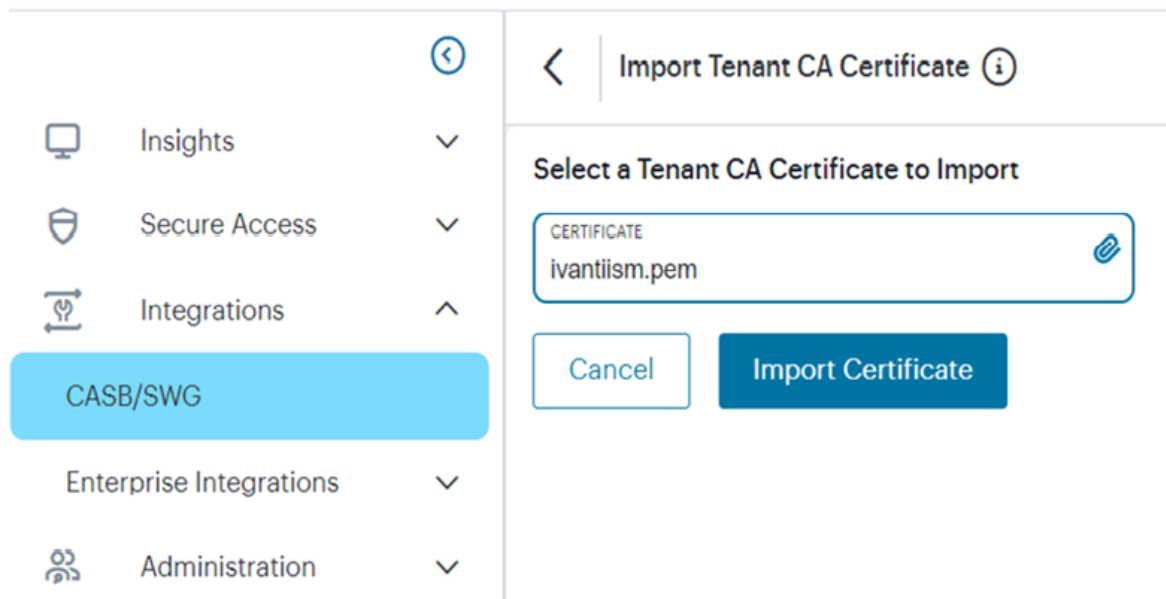 Insights
Secure Access
Integrations
CASB/SWG
Enterprise Integrations
Administration
Import Tenant CA Certificate
Select a Tenant CA Certificate to Import
CERTIFICATE
ivantiism.pem
Cancel
Import Certificate